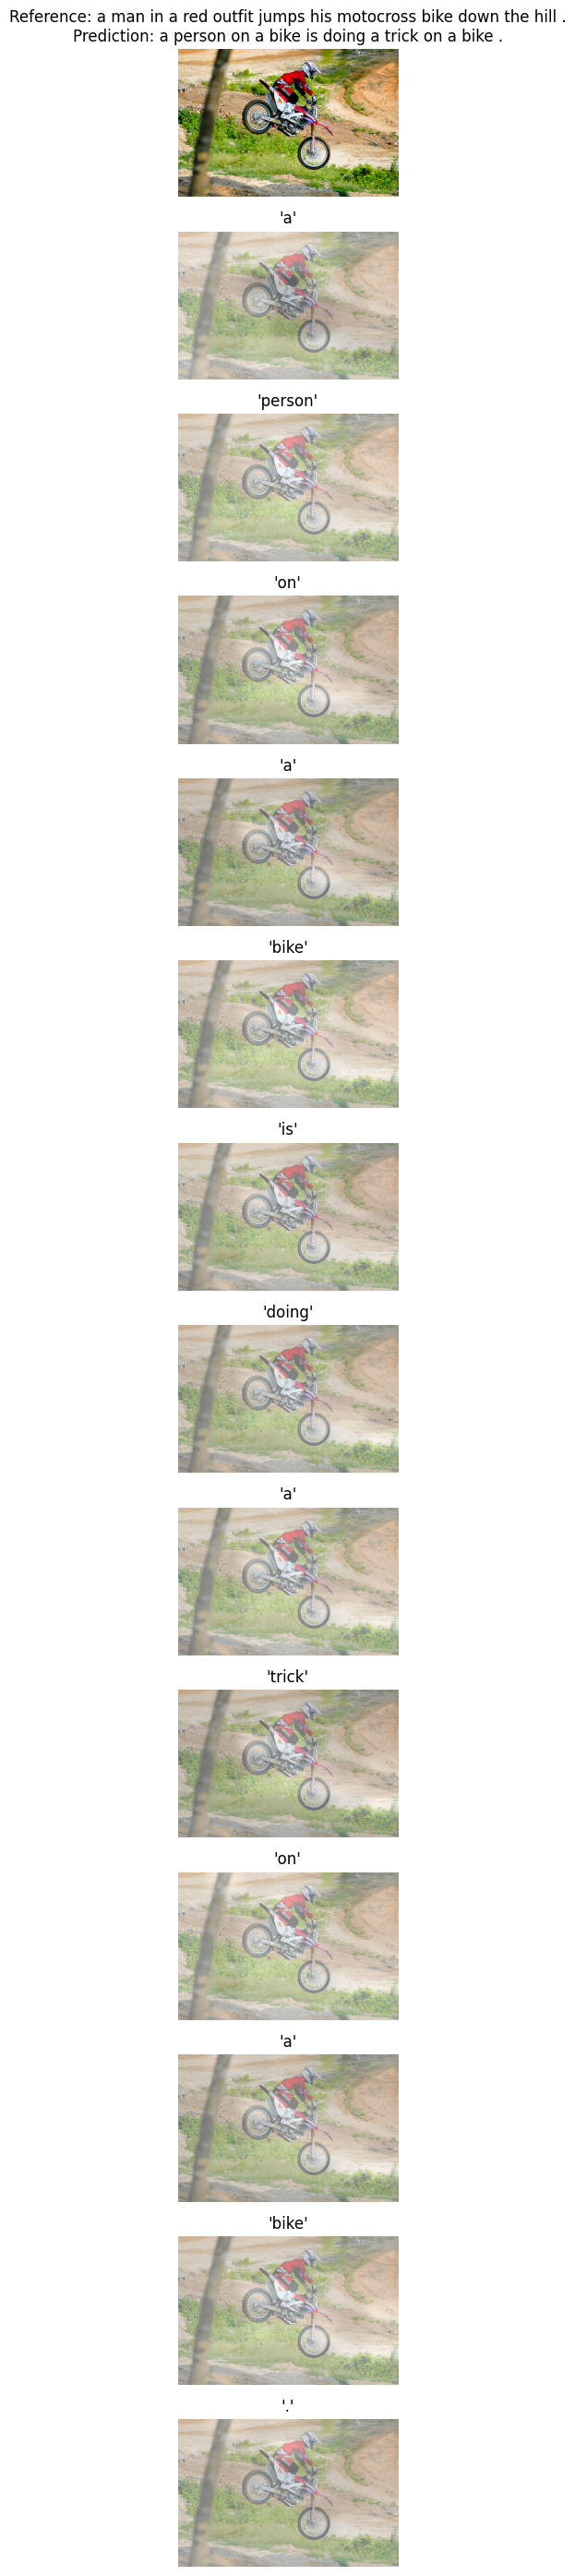 Reference: a man in a red outfit jumps his motocross bike down the hill .
Prediction: a person on a bike is doing a trick on a bike .
'a'
'person'
'on'
'a'
'bike'
'is'
'doing'
'a'
'trick'
'on'
'a'
'bike'
'.'